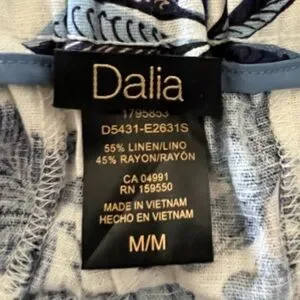 Dalia
1795853
D5431-E2631S
55% LINEN/LINO
45% RAYON/RAYÓN
CA 04991
RN 159550
MADE IN VIETNAM
HECHO EN VIETNAM
M/M